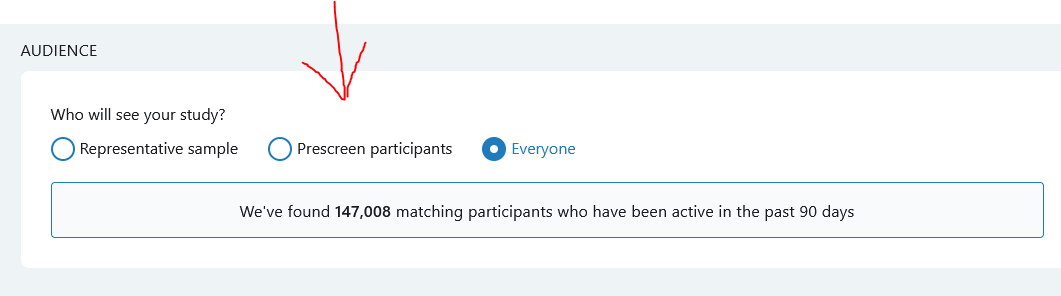 AUDIENCE
Who will see your study?
Representative sample Prescreen participants Everyone
We've found 147,008 matching participants who have been active in the past 90 days